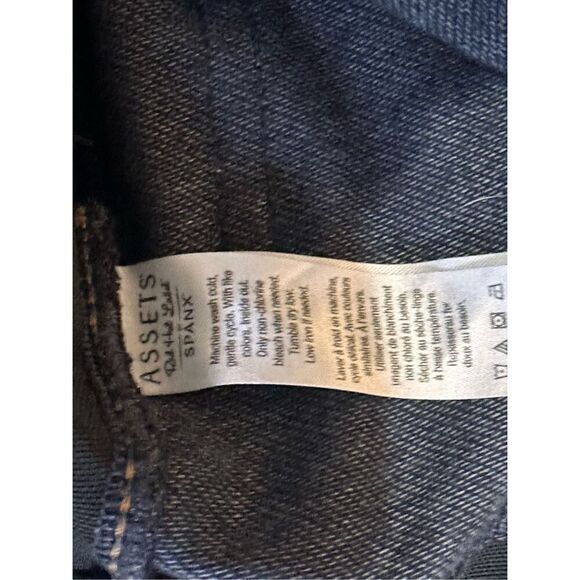 ASSETS
Red Hot Label
SPANX
Machine wash cold,
gentle cycle. With like
colors. Inside out.
Only non-chlorine
bleach when needed.
Tumble dry low.
Low iron if needed.
Laver à froid en machine,
cycle délicat. Avec couleurs
similaires. À l'envers.
Utiliser seulement
un agent de blanchiment
non chloré au besoin.
Sécher au sèche-linge
à basse température.
Repassez au fer
doux au besoin.